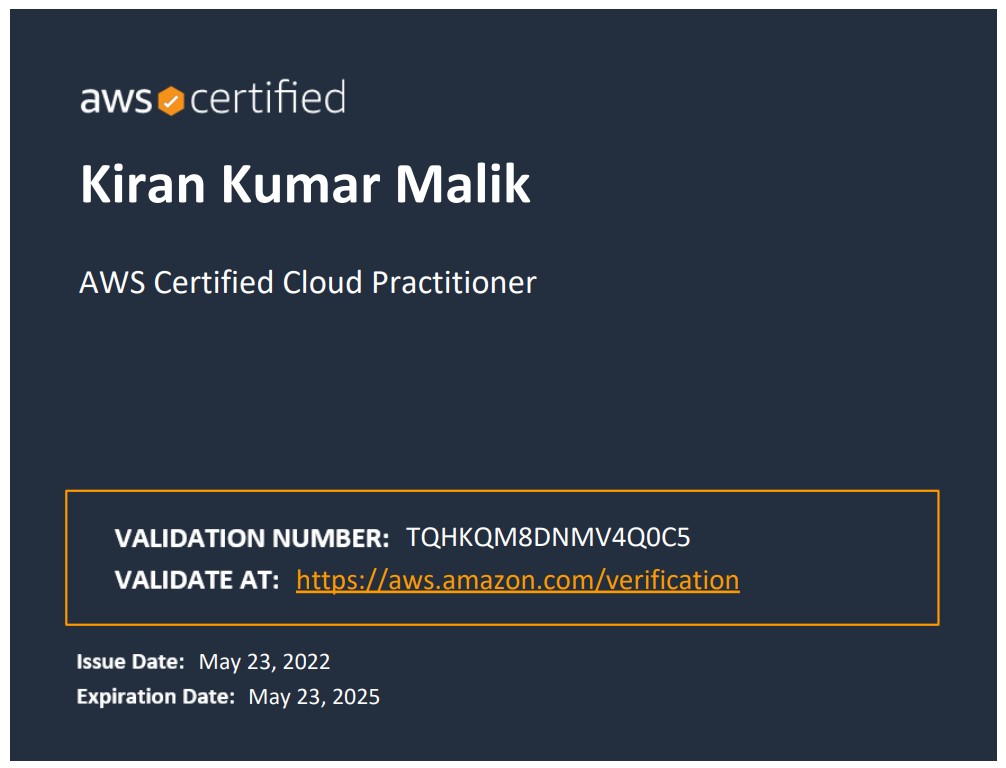 aws certified
Kiran Kumar Malik
AWS Certified Cloud Practitioner
VALIDATION NUMBER: TQHKQM8DNMV4Q0C5
VALIDATE AT: https://aws.amazon.com/verification
Issue Date: May 23, 2022
Expiration Date: May 23, 2025